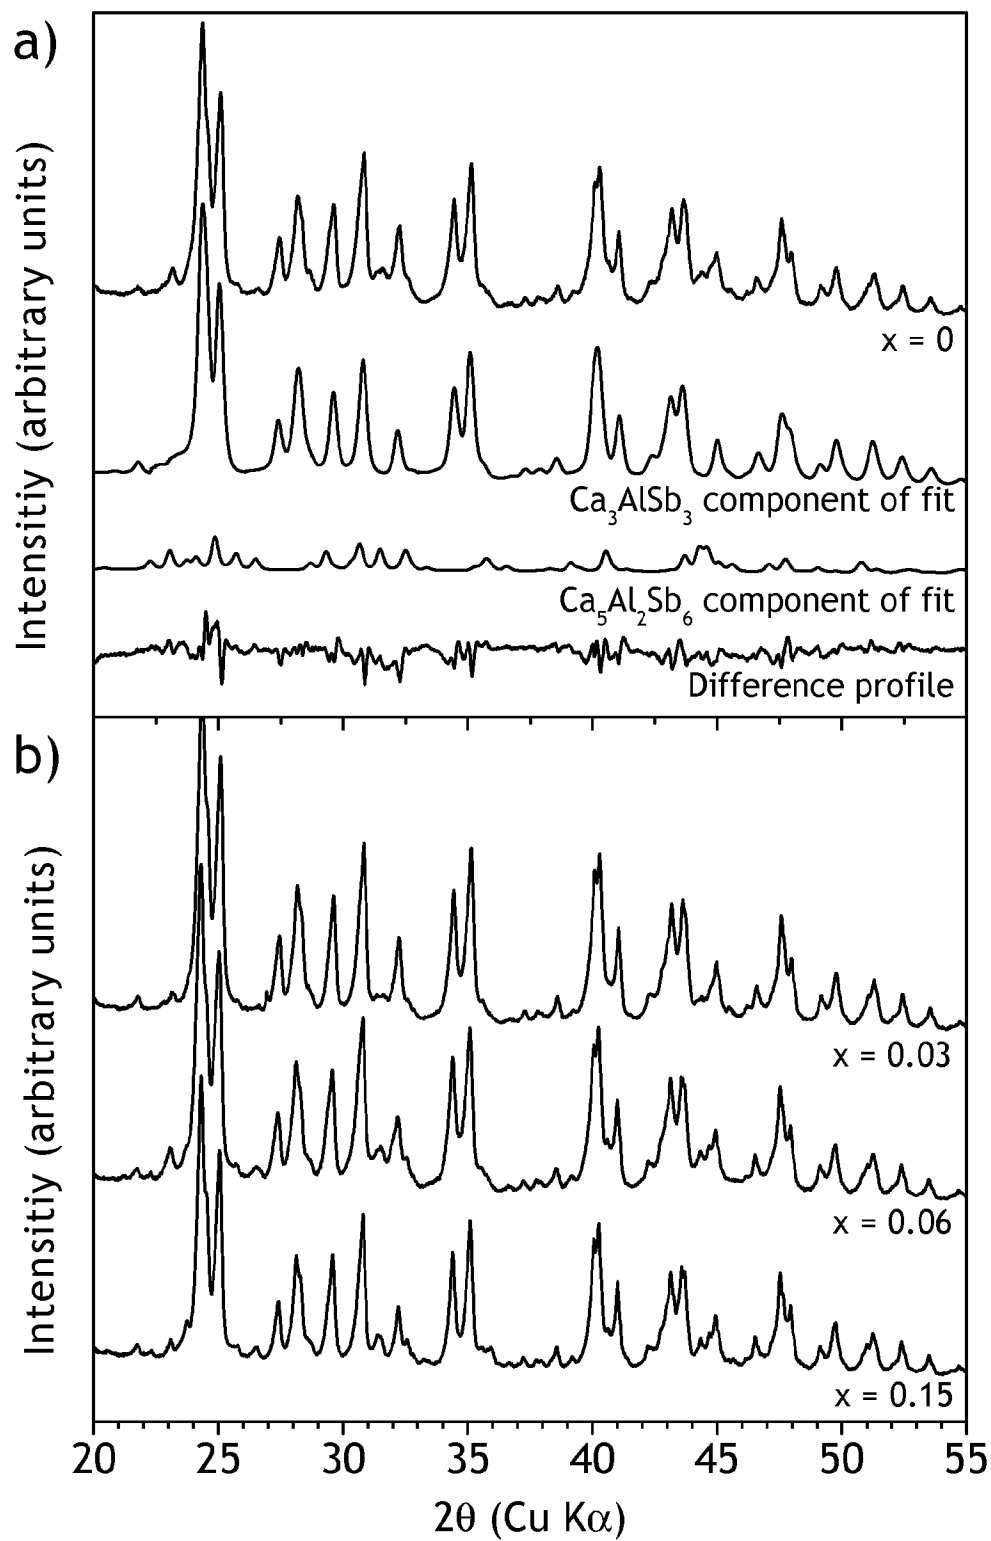 a)
Intensitiy (arbitrary units)
x = 0
Ca₃AlSb₃ component of fit
Ca₅Al₂Sb₆ component of fit
Difference profile
b)
Intensitiy (arbitrary units)
x = 0.03
x = 0.06
x = 0.15
20 25 30 35 40 45 50 55
2θ (Cu Kα)